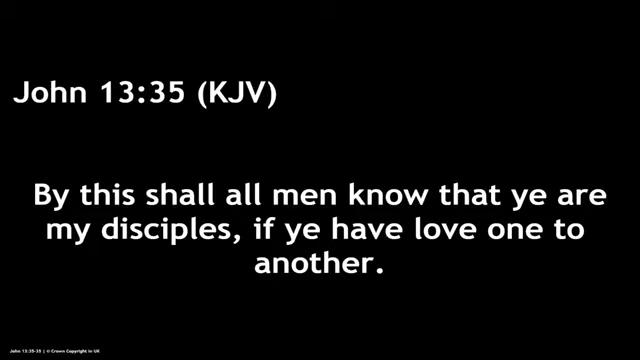 John 13:35 (KJV)
By this shall all men know that ye are
my disciples, if ye have love one to
another.
John 13:35-35 | © Crown Copyright in UK